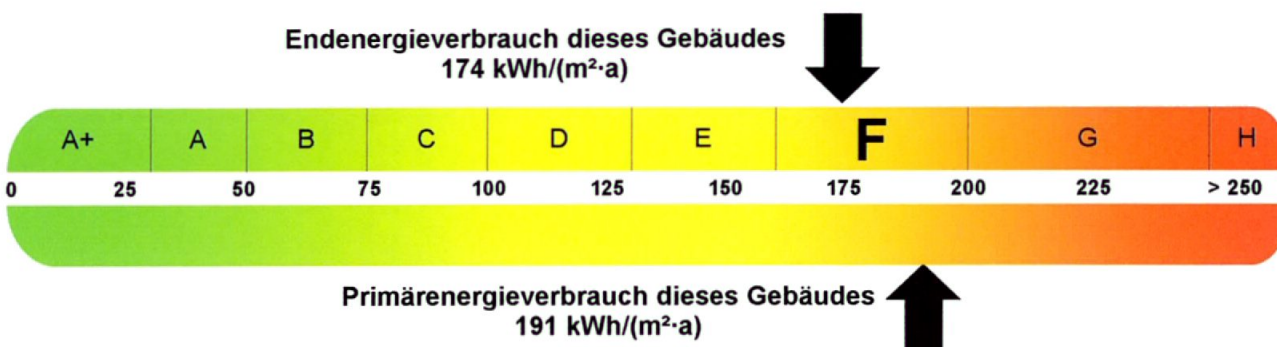 Endenergieverbrauch dieses Gebäudes
174 kWh/(m²·a)
A+ A B C D E F G H
0 25 50 75 100 125 150 175 200 225 > 250
Primärenergieverbrauch dieses Gebäudes
191 kWh/(m²·a)